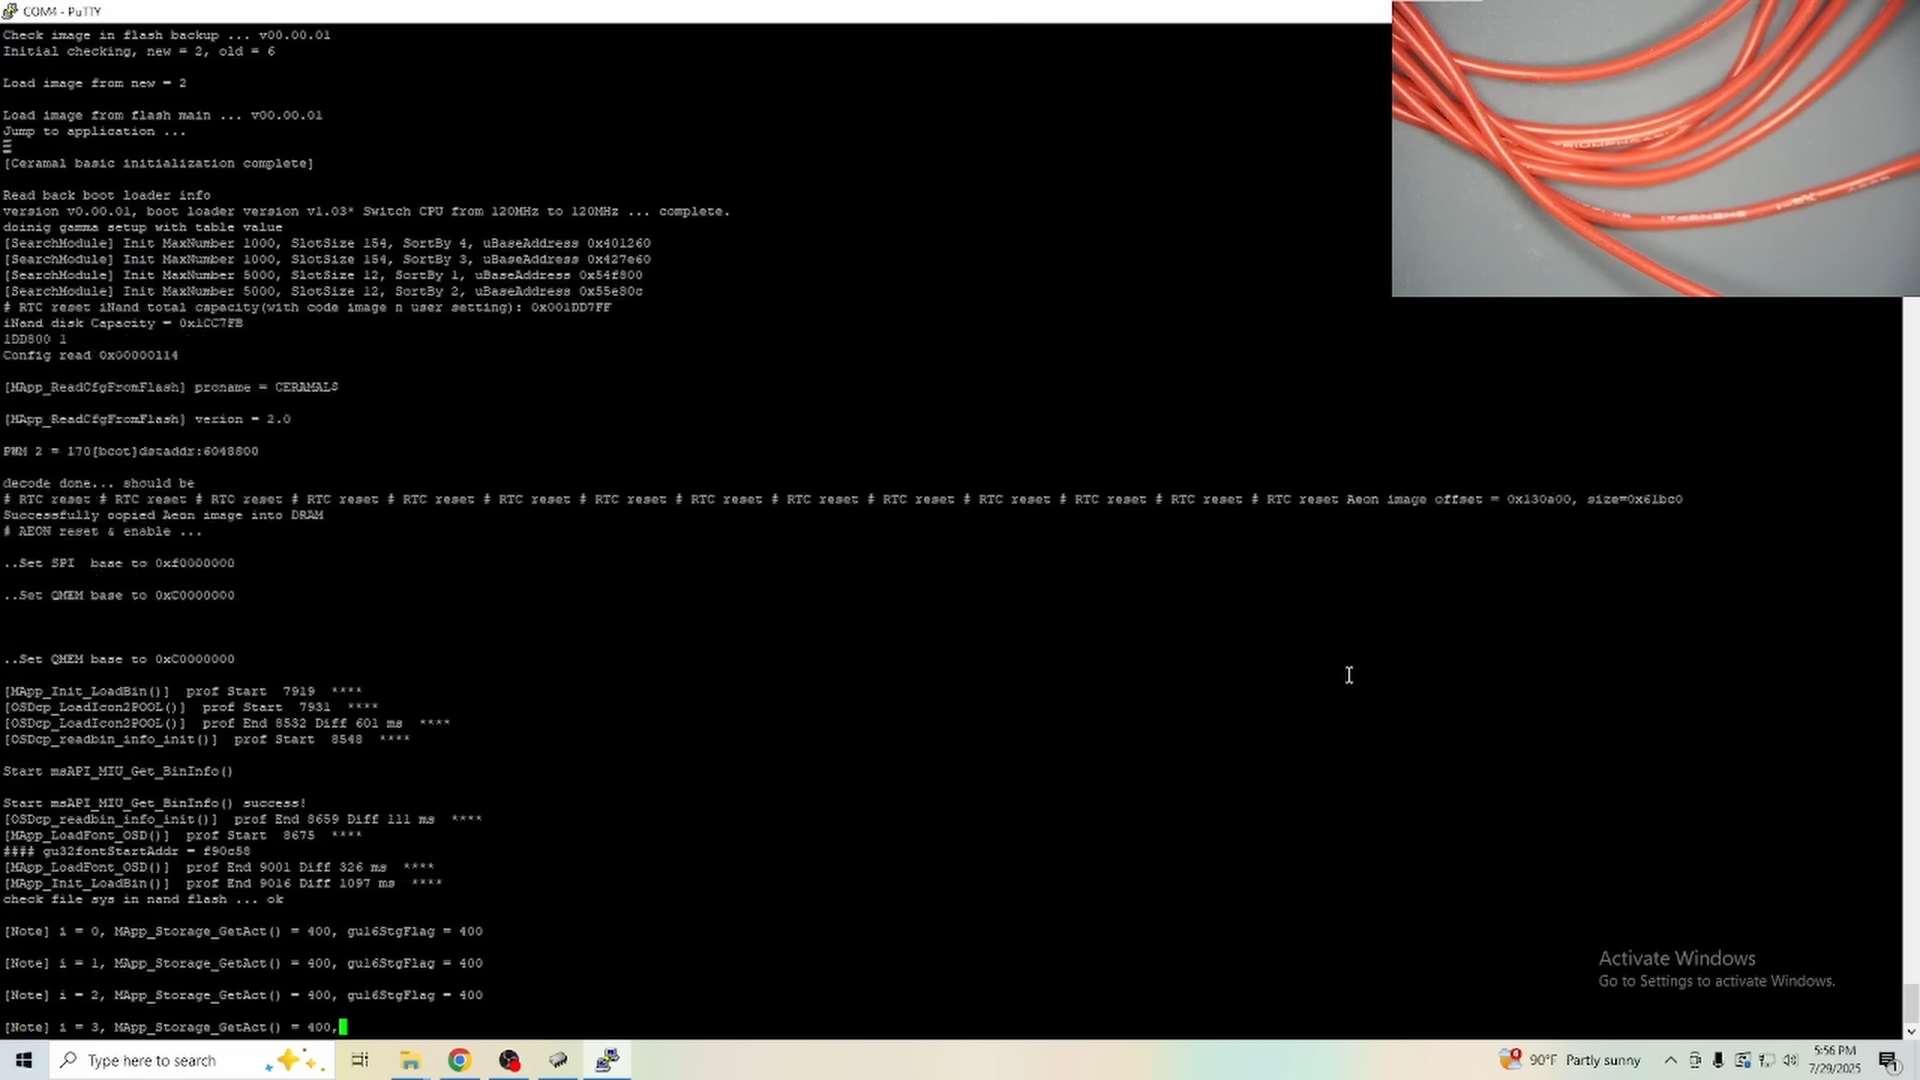 COM4 - PuTTY
Check image in flash backup ... v00.00.01
Initial checking, new = 2, old = 6
Load image from new = 2
Load image from flash main ... v00.00.01
Jump to application ...
[Ceramal basic initialization complete]
Read back boot loader info
version v0.00.01, boot loader version v1.03* Switch CPU from 120MHz to 120MHz ... complete.
doinig gamma setup with table value
[SearchModule] Init MaxNumber 1000, SlotSize 154, SortBy 4, uBaseAddress 0x401260
[SearchModule] Init MaxNumber 1000, SlotSize 154, SortBy 3, uBaseAddress 0x427e60
[SearchModule] Init MaxNumber 5000, SlotSize 12, SortBy 1, uBaseAddress 0x54f800
[SearchModule] Init MaxNumber 5000, SlotSize 12, SortBy 2, uBaseAddress 0x55e80c
# RTC reset iNand total capacity(with code image n user setting): 0x001DD7FF
iNand disk Capacity = 0x1CC7FB
1DD800 1
Config read 0x00000114
[MApp_ReadCfgFromFlash] proname = CERAMALS
[MApp_ReadCfgFromFlash] verion = 2.0
PWM 2 = 170[boot]dstaddr:6048800
decode done... should be
# RTC reset # RTC reset # RTC reset # RTC reset # RTC reset # RTC reset # RTC reset # RTC reset # RTC reset # RTC reset # RTC reset # RTC reset # RTC reset # RTC reset Aeon image offset = 0x130a00, size=0x61bc0
Successfully copied Aeon image into DRAM
# AEON reset & enable ...
..Set SPI  base to 0xf0000000
..Set QMEM base to 0xC0000000
..Set QMEM base to 0xC0000000
[MApp_Init_LoadBin()]  prof Start  7919  ****
[OSDcp_LoadIcon2POOL()]  prof Start  7931  ****
[OSDcp_LoadIcon2POOL()]  prof End 8532 Diff 601 ms  ****
[OSDcp_readbin_info_init()]  prof Start  8548  ****
Start msAPI_MIU_Get_BinInfo()
Start msAPI_MIU_Get_BinInfo() success!
[OSDcp_readbin_info_init()]  prof End 8659 Diff 111 ms  ****
[MApp_LoadFont_OSD()]  prof Start  8675  ****
#### gu32fontStartAddr = f90c58
[MApp_LoadFont_OSD()]  prof End 9001 Diff 326 ms  ****
[MApp_Init_LoadBin()]  prof End 9016 Diff 1097 ms  ****
check file sys in nand flash ... ok
[Note] i = 0, MApp_Storage_GetAct() = 400, gu16StgFlag = 400
[Note] i = 1, MApp_Storage_GetAct() = 400, gu16StgFlag = 400
[Note] i = 2, MApp_Storage_GetAct() = 400, gu16StgFlag = 400
[Note] i = 3, MApp_Storage_GetAct() = 400,
Activate Windows
Go to Settings to activate Windows.
Type here to search
90°F Partly sunny
5:56 PM
7/29/2025